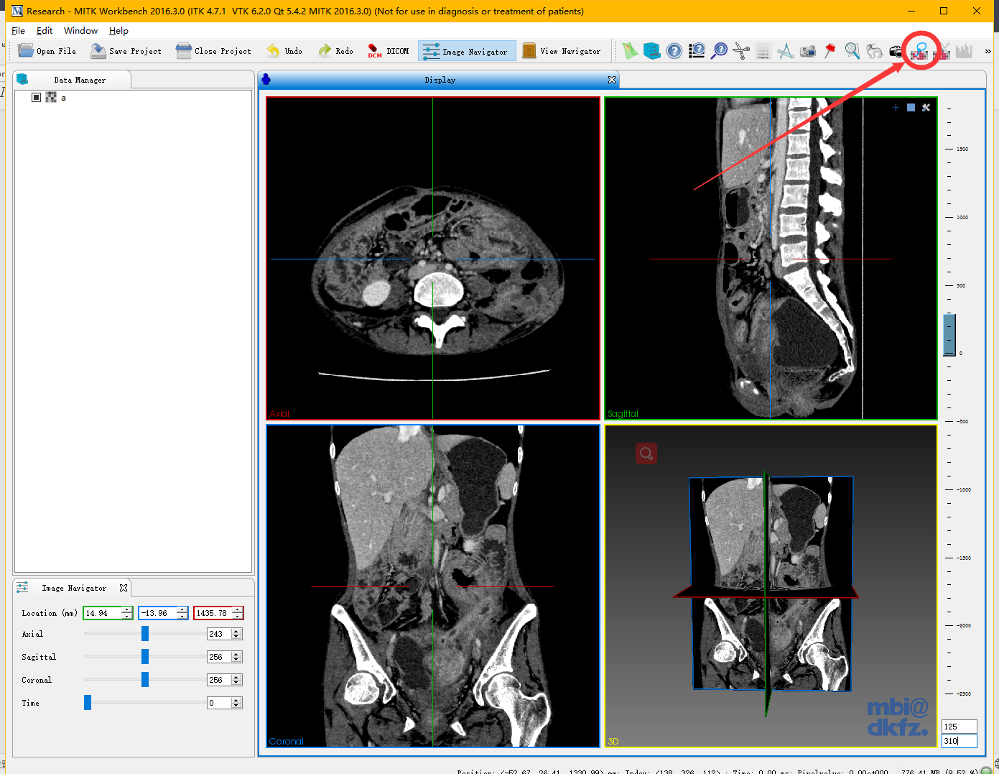 Research - MITK Workbench 2016.3.0 (ITK 4.7.1 VTK 6.2.0 Qt 5.4.2 MITK 2016.3.0) (Not for use in diagnosis or treatment of patients)
File Edit Window Help
Open File Save Project Close Project Undo Redo DCM DICOM Image Navigator View Navigator »
Data Manager
a
Display
Axial
Sagittal
Coronal
3D
mbi@
dkfz.
1500
1000
500
0
-500
-1000
-1500
-2000
-2500
125
310
Image Navigator
Location (mm) 14.94 -13.96 1435.78
Axial 243
Sagittal 256
Coronal 256
Time 0
Position: (-52.67, -26.41, 1330.99) mm; Index: (138, 326, 112) ; Time: 0.00 ms; Pixelvalue: 0.00e+000 776.41 MB (9.52 %)